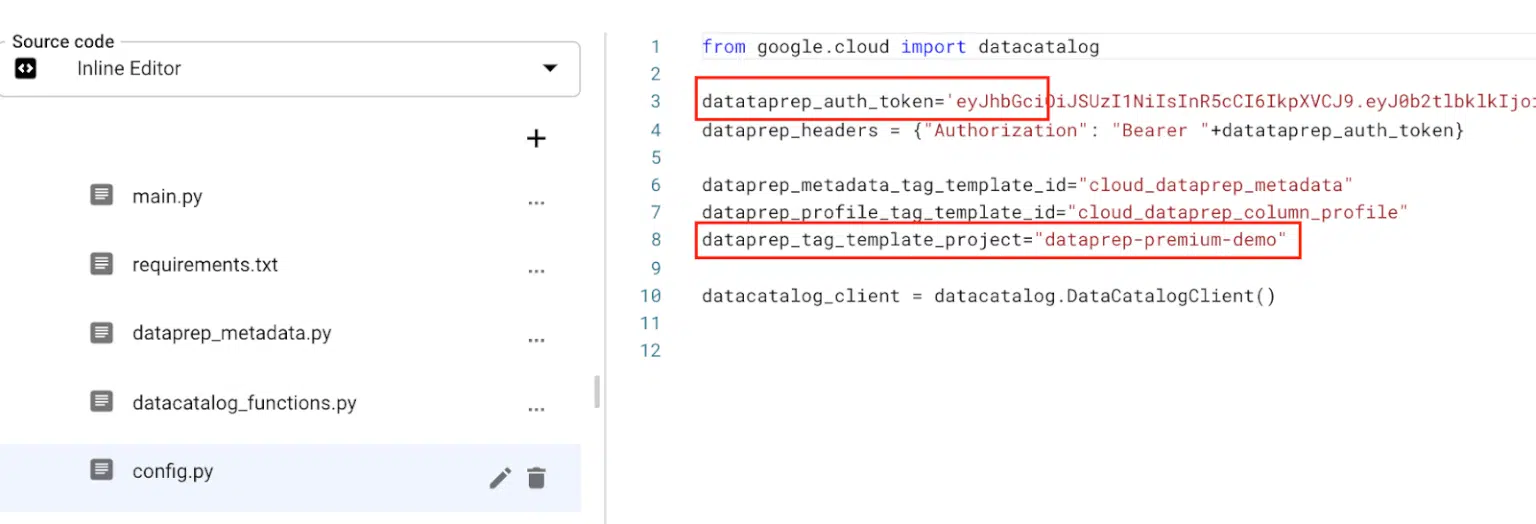 Source code
Inline Editor
main.py
...
requirements.txt
...
dataprep_metadata.py
...
datacatalog_functions.py
...
config.py
1 from google.cloud import datacatalog
2
3 datataprep_auth_token='eyJhbGciOiJSUzI1NiIsInR5cCI6IkpXVCJ9.eyJ0b2tlbklkIjoi
4 dataprep_headers = {"Authorization": "Bearer "+datataprep_auth_token}
5
6 dataprep_metadata_tag_template_id="cloud_dataprep_metadata"
7 dataprep_profile_tag_template_id="cloud_dataprep_column_profile"
8 dataprep_tag_template_project="dataprep-premium-demo"
9
10 datacatalog_client = datacatalog.DataCatalogClient()
11
12